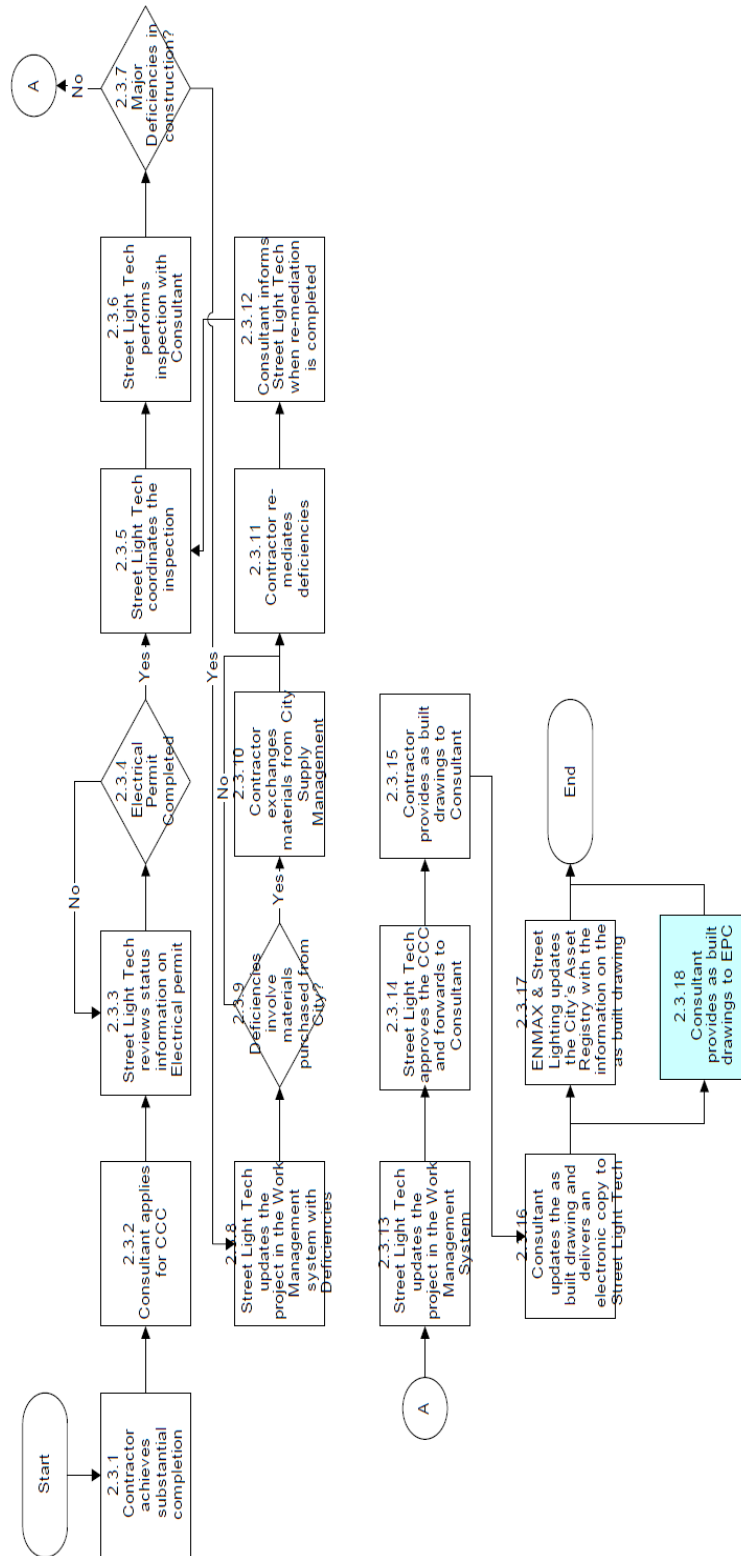 Start
2.3.1
Contractor
achieves
substantial
completion
2.3.2
Consultant applies
for CCC
2.3.3
Street Light Tech
reviews status
information on
Electrical permit
No
2.3.4
Electrical
Permit
Completed
Yes
2.3.5
Street Light Tech
coordinates the
inspection
2.3.6
Street Light Tech
performs
inspection with
Consultant
2.3.7
Major
Deficiencies in
construction?
No
A
Yes
2.3.8
Street Light Tech
updates the
project in the Work
Management
system with
Deficiencies
2.3.9
Deficiencies
involve
materials
purchased from
City?
Yes
No
2.3.10
Contractor
exchanges
materials from City
Supply
Management
2.3.11
Contractor re-
mediates
deficiencies
2.3.12
Consultant informs
Street Light Tech
when re-mediation
is completed
A
2.3.13
Street Light Tech
updates the
project in the Work
Management
System
2.3.14
Street Light Tech
approves the CCC
and forwards to
Consultant
2.3.15
Contractor
provides as built
drawings to
Consultant
2.3.16
Consultant
updates the as
built drawing and
delivers an
electronic copy to
Street Light Tech
2.3.17
ENMAX & Street
Lighting updates
the City's Asset
Registry with the
information on the
as built drawing
End
2.3.18
Consultant
provides as built
drawings to EPC